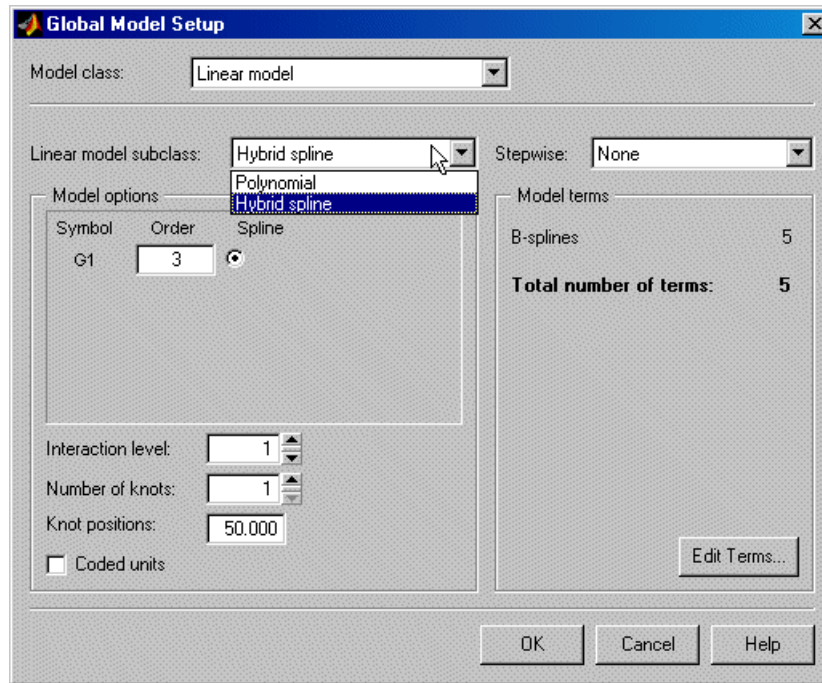 Global Model Setup
Model class: Linear model
Linear model subclass: Hybrid spline
Stepwise: None
Polynomial
Hybrid spline
Model options
Symbol Order Spline
G1 3
Interaction level: 1
Number of knots: 1
Knot positions: 50.000
Coded units
Model terms
B-splines 5
Total number of terms: 5
Edit Terms...
OK Cancel Help